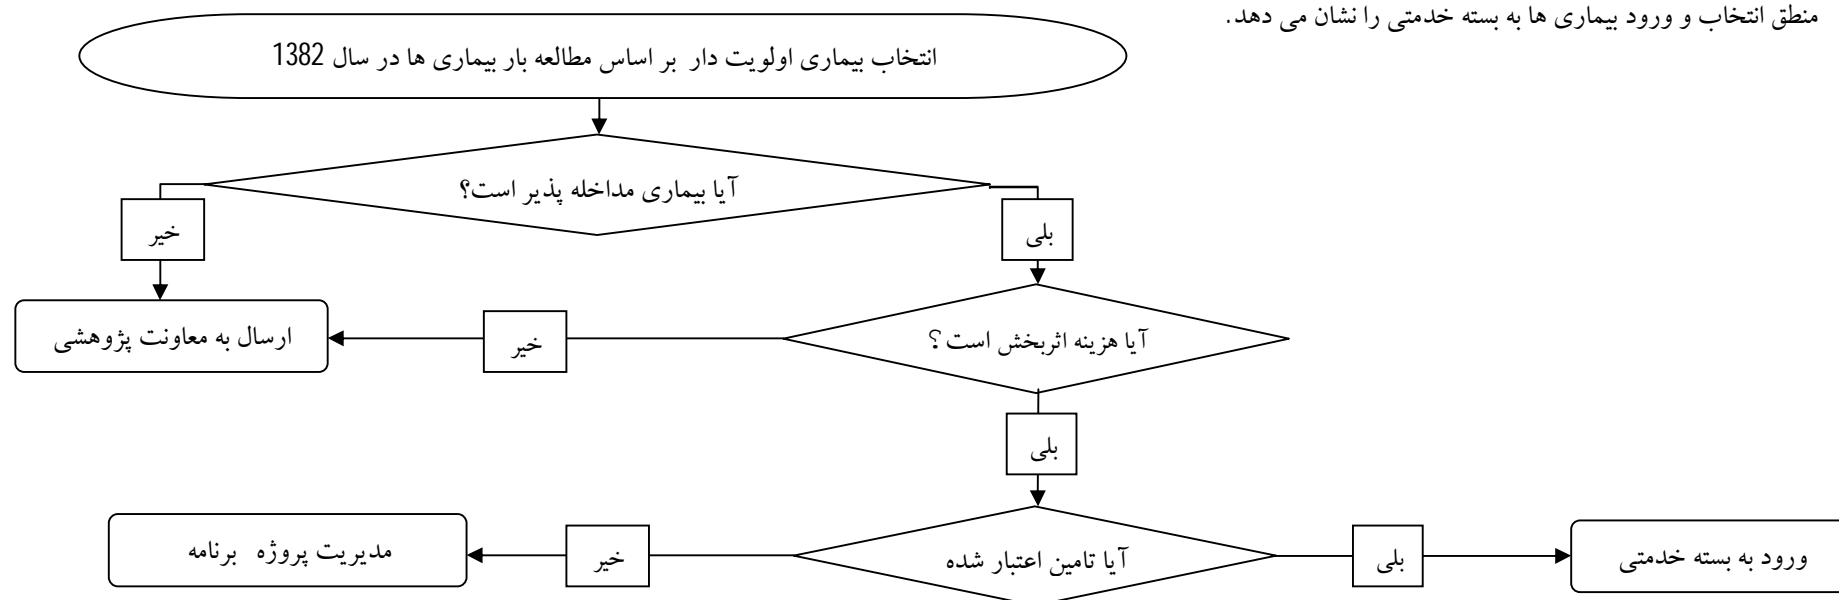 منطق انتخاب و ورود بیماری ها به بسته خدمتی را نشان می دهد.
انتخاب بیماری اولویت دار بر اساس مطالعه بار بیماری ها در سال 1382
آیا بیماری مداخله پذیر است؟
خیر
بلی
آیا هزینه اثربخش است ؟
خیر
ارسال به معاونت پژوهشی
بلی
آیا تامین اعتبار شده
بلی
ورود به بسته خدمتی
خیر
مدیریت پروژه برنامه